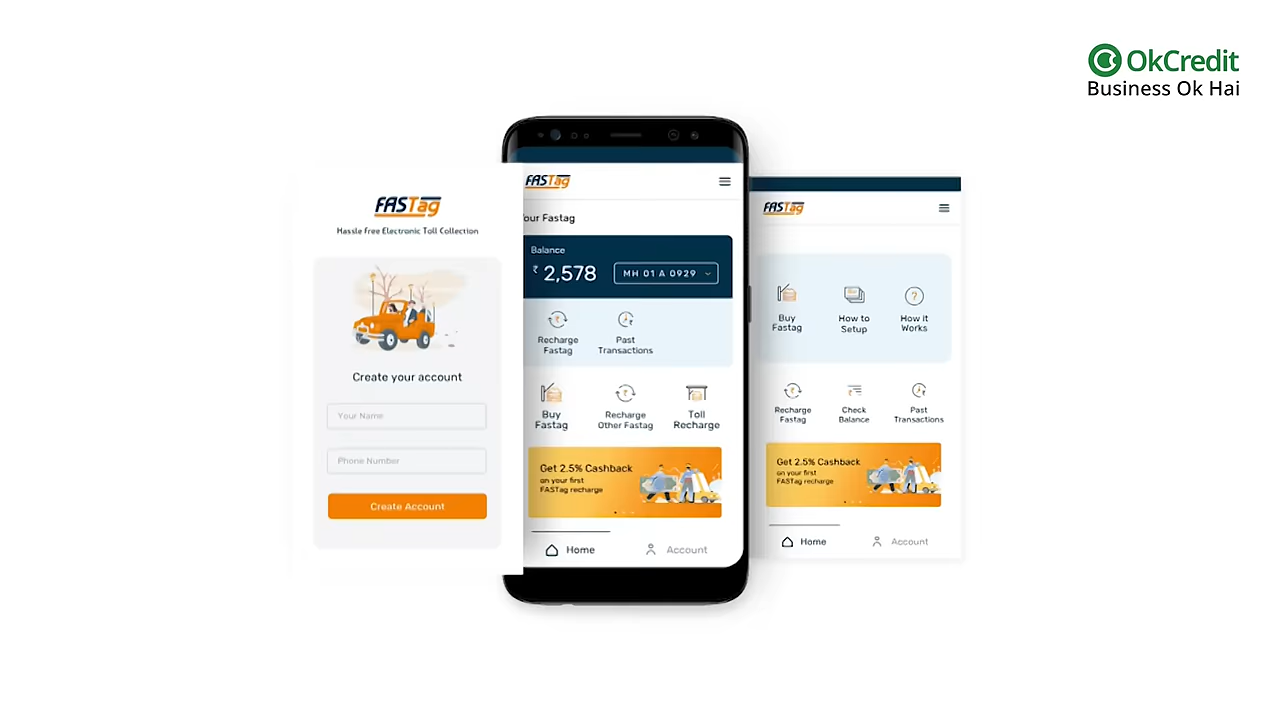 OkCredit
Business Ok Hai
FASTag
Hassle Free Electronic Toll Collection
Create your account
Your Name
Phone Number
Create Account
FASTag
Your Fastag
Balance
₹ 2,578
MH 01 A 0929
Recharge
Fastag
Past
Transactions
Buy
Fastag
Recharge
Other Fastag
Toll
Recharge
Get 2.5% Cashback
on your first
FASTag recharge
Home
Account
FASTag
Buy
Fastag
How to
Setup
?
How it
Works
Recharge
Fastag
Check
Balance
Past
Transactions
Get 2.5% Cashback
on your first
FASTag recharge
Home
Account